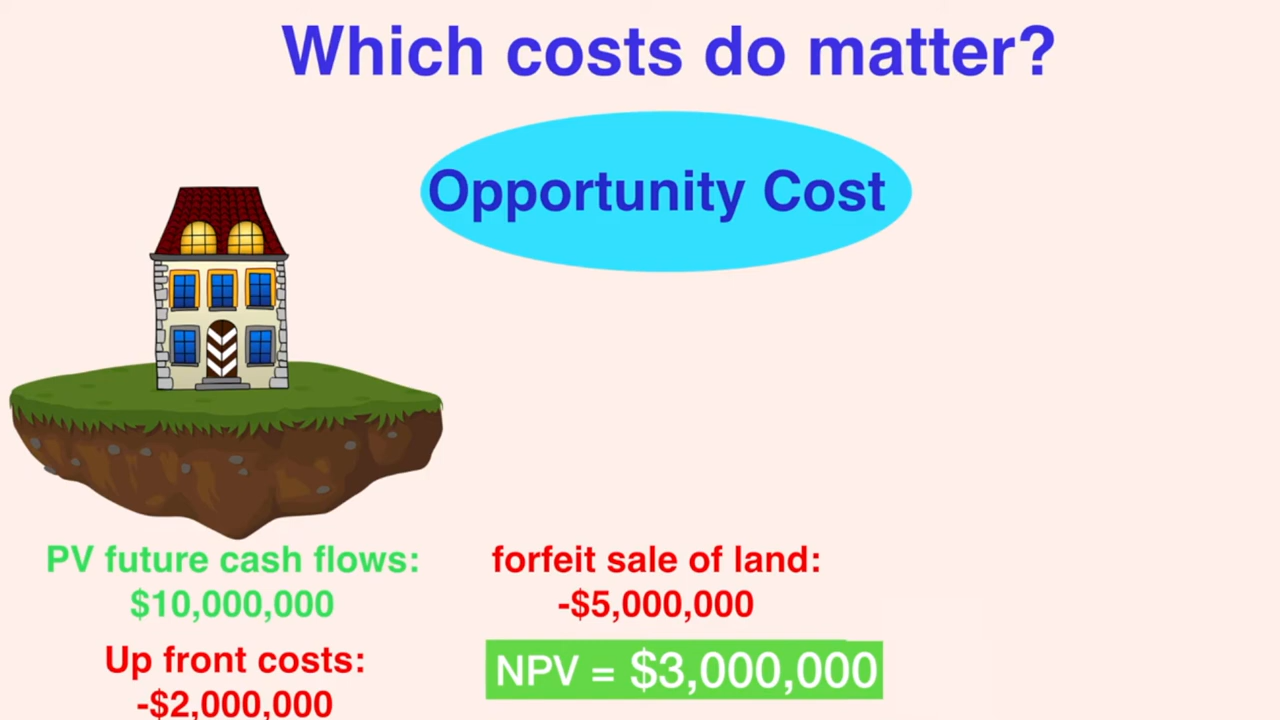 Which costs do matter?
Opportunity Cost
PV future cash flows:
$10,000,000
Up front costs:
-$2,000,000
forfeit sale of land:
-$5,000,000
NPV = $3,000,000